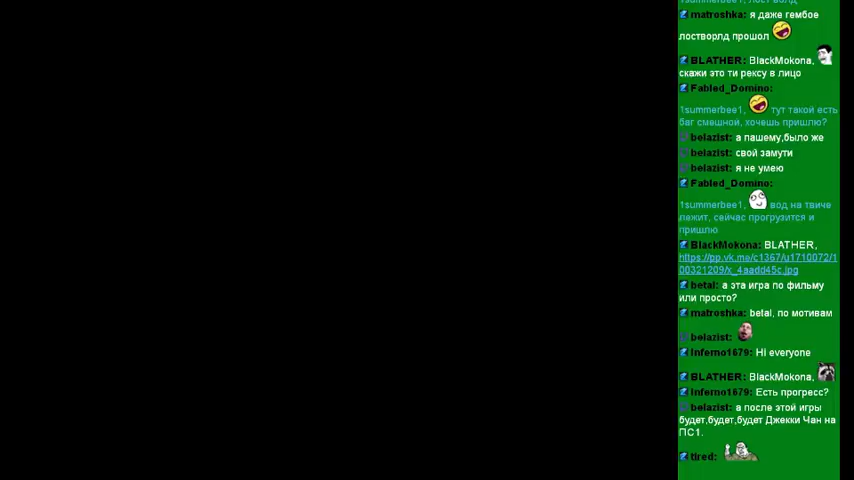 matroshka: я даже гембое
лостворлд прошол
BLATHER: BlackMokona,
скажи это ти рексу в лицо
Fabled_Domino:
1summerbee1, тут такой есть
баг смешной, хочешь пришлю?
belazist: а пашему,было же
belazist: свой замути
belazist: я не умею
Fabled_Domino:
1summerbee1, вод на твиче
лежит, сейчас прогрузится и
пришлю
BlackMokona: BLATHER,
https://pp.vk.me/c1367/u1710072/1
00321209/x_4aadd45c.jpg
betal: а эта игра по фильму
или просто?
matroshka: betal, по мотивам
belazist:
Inferno1679: Hi everyone
BLATHER: BlackMokona,
Inferno1679: Есть прогресс?
belazist: а после этой игры
будет,будет,будет Джекки Чан на
ПС1.
tired: